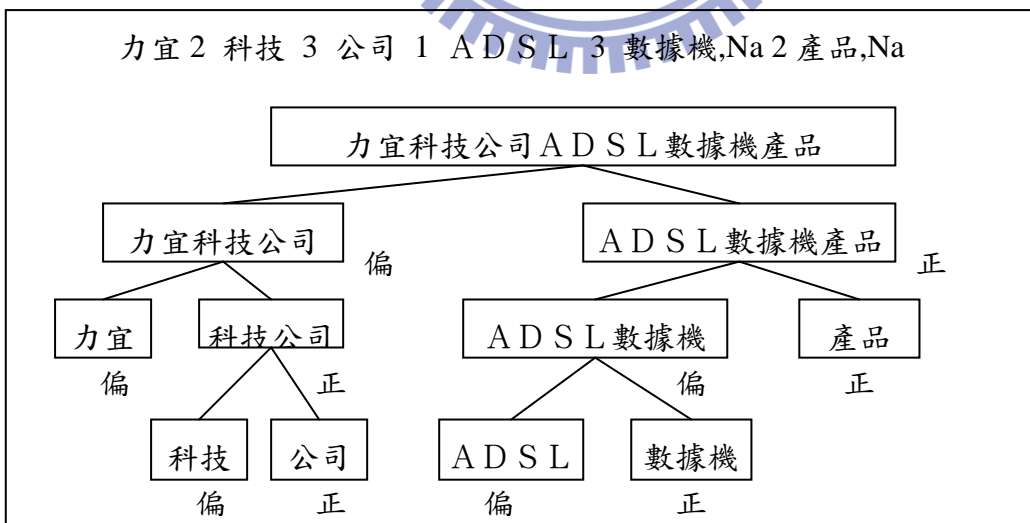 力宜 2 科技 3 公司 1 ＡＤＳＬ 3 數據機,Na 2 產品,Na
力宜科技公司ＡＤＳＬ數據機產品
力宜科技公司 偏 ＡＤＳＬ數據機產品 正
力宜 科技公司 ＡＤＳＬ數據機 產品
偏 正 偏 正
科技 公司 ＡＤＳＬ 數據機
偏 正 偏 正